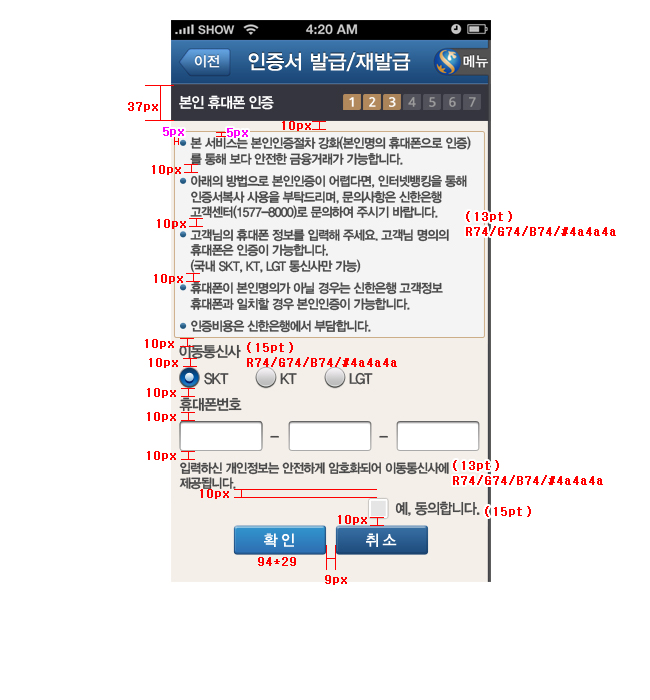 SHOW 4:20 AM
이전 인증서 발급/재발급 메뉴
37px 본인 휴대폰 인증 1 2 3 4 5 6 7
10px
5px 5px
본 서비스는 본인인증절차 강화(본인명의 휴대폰으로 인증)
를 통해 보다 안전한 금융거래가 가능합니다.
10px
아래의 방법으로 본인인증이 어렵다면, 인터넷뱅킹을 통해
인증서복사 사용을 부탁드리며, 문의사항은 신한은행
고객센터(1577-8000)로 문의하여 주시기 바랍니다.
(13pt)
R74/G74/B74/#4a4a4a
10px
고객님의 휴대폰 정보를 입력해 주세요. 고객님 명의의
휴대폰은 인증이 가능합니다.
(국내 SKT, KT, LGT 통신사만 가능)
10px
휴대폰이 본인명의가 아닐 경우는 신한은행 고객정보
휴대폰과 일치할 경우 본인인증이 가능합니다.
인증비용은 신한은행에서 부담합니다.
10px
이동통신사 (15pt)
R74/G74/B74/#4a4a4a
10px
SKT KT LGT
10px
휴대폰번호
10px
- -
10px
입력하신 개인정보는 안전하게 암호화되어 이동통신사에
제공됩니다.
(13pt)
R74/G74/B74/#4a4a4a
10px
예, 동의합니다. (15pt)
10px
확인 취소
94*29
9px